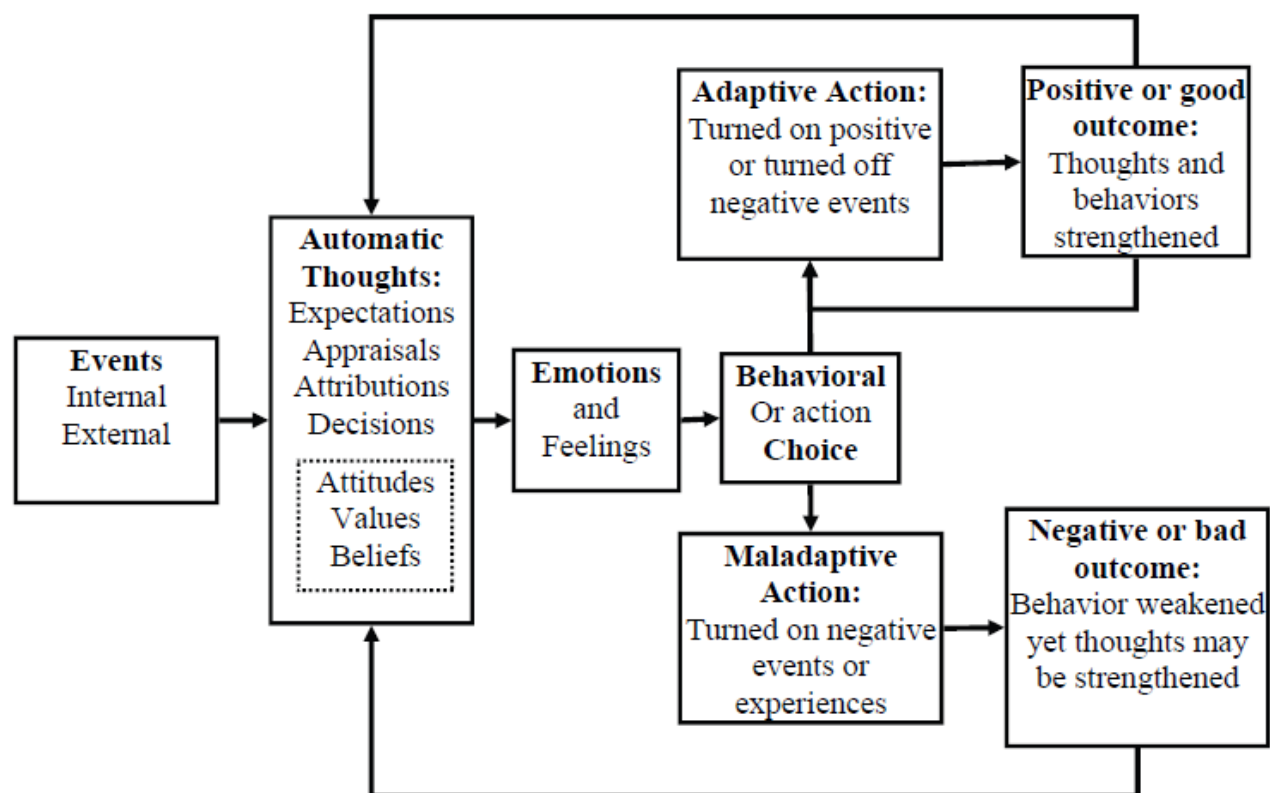 Events
Internal
External
Automatic
Thoughts:
Expectations
Appraisals
Attributions
Decisions
Attitudes
Values
Beliefs
Emotions
and
Feelings
Behavioral
Or action
Choice
Adaptive Action:
Turned on positive
or turned off
negative events
Positive or good
outcome:
Thoughts and
behaviors
strengthened
Maladaptive
Action:
Turned on negative
events or
experiences
Negative or bad
outcome:
Behavior weakened
yet thoughts may
be strengthened